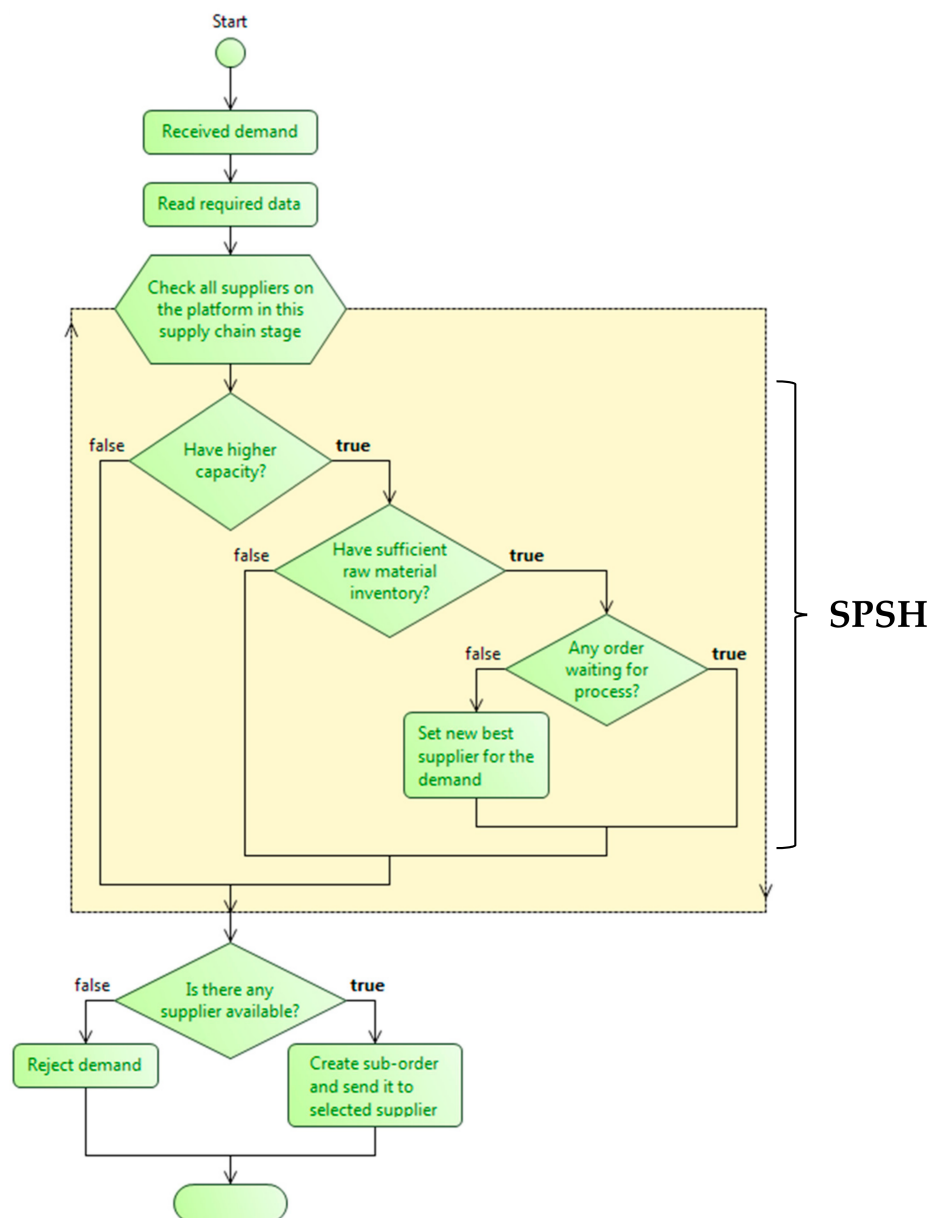 Start
Received demand
Read required data
Check all suppliers on
the platform in this
supply chain stage
false
Have higher
capacity?
true
false
Have sufficient
raw material
inventory?
true
false
Any order
waiting for
process?
true
Set new best
supplier for the
demand
SPSH
false
Is there any
supplier available?
true
Reject demand
Create sub-order
and send it to
selected supplier